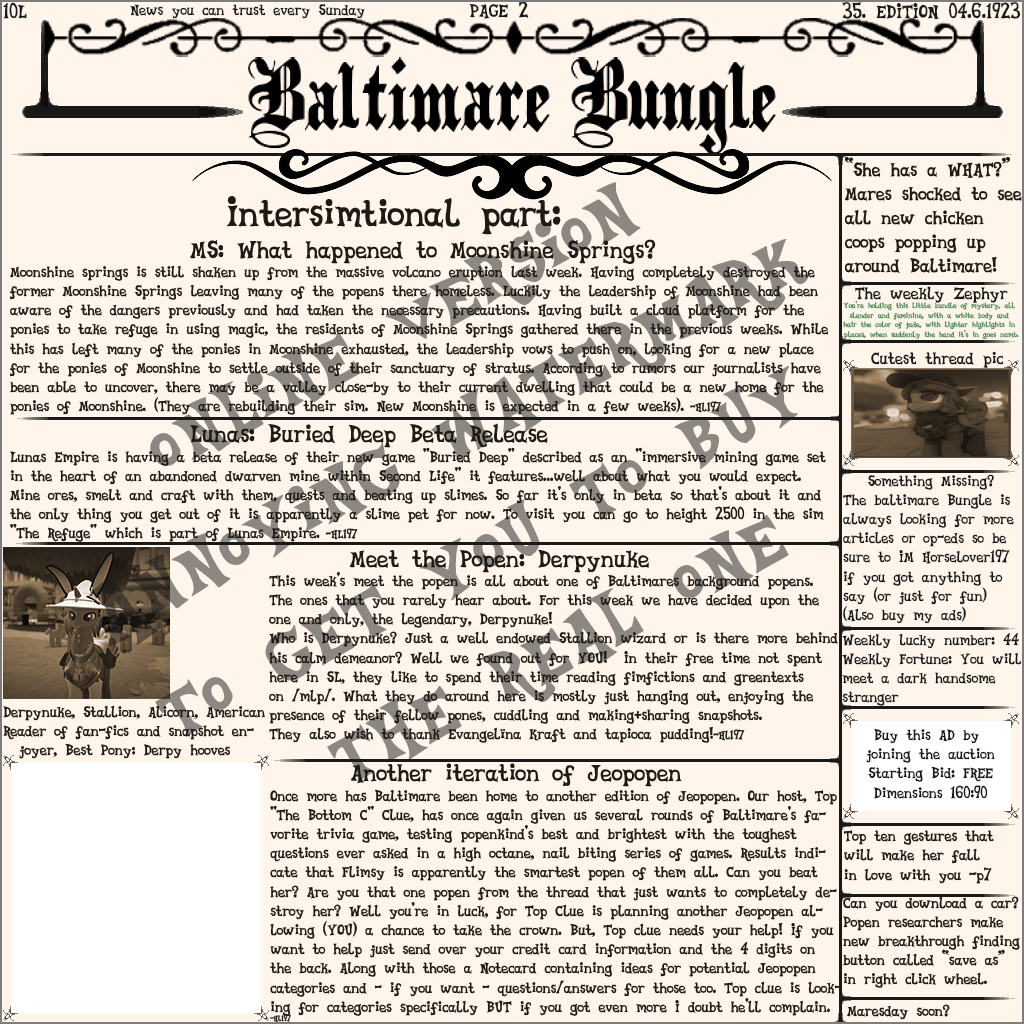 10L
News you can trust every Sunday
PAGE 2
35. EDITION 04.6.1923
Baltimare Bungle
intersimtional part:
MS: What happened to Moonshine Springs?
Moonshine springs is still shaken up from the massive volcano eruption last week. Having completely destroyed the
former Moonshine Springs leaving many of the popens there homeless. Luckily the Leadership of Moonshine had been
aware of the dangers previously and had taken the necessary precautions. Having built a cloud platform for the
ponies to take refuge in using magic, the residents of Moonshine Springs gathered there in the previous weeks. While
this has left many of the ponies in Moonshine exhausted, the leadership vows to push on, looking for a new place
for the ponies of Moonshine to settle outside of their sanctuary of stratus. According to rumors our journalists have
been able to uncover, there may be a valley close-by to their current dwelling that could be a new home for the
ponies of Moonshine. (They are rebuilding their sim. New Moonshine is expected in a few weeks). -HL197
Lunas: Buried Deep Beta Release
Lunas Empire is having a beta release of their new game "Buried Deep" described as an "immersive mining game set
in the heart of an abandoned dwarven mine within Second Life" it features...well about what you would expect.
Mine ores, smelt and craft with them, quests and beating up slimes. So far it's only in beta so that's about it and
the only thing you get out of it is apparently a slime pet for now. To visit you can go to height 2500 in the sim
"The Refuge" which is part of Lunas Empire. -HL197
Meet the Popen: Derpynuke
This week's meet the popen is all about one of Baltimares background popens.
The ones that you rarely hear about. For this week we have decided upon the
one and only, the legendary, Derpynuke!
Who is Derpynuke? Just a well endowed Stallion wizard or is there more behind
his calm demeanor? Well we found out for YOU! in their free time not spent
here in SL, they like to spend their time reading fimfictions and greentexts
on /mlp/. What they do around here is mostly just hanging out, enjoying the
presence of their fellow pones, cuddling and making+sharing snapshots.
They also wish to thank Evangelïna Kraft and tapioca pudding!-HL197
Derpynuke, Stallion, Alicorn, American
Reader of fan-fics and snapshot en-
joyer, Best Pony: Derpy hooves
Another iteration of Jeopopen
Once more has Baltimare been home to another edition of Jeopopen. Our host, Top
"The Bottom C" Clue, has once again given us several rounds of Baltimare's fa-
vorite trivia game, testing popenkind's best and brightest with the toughest
questions ever asked in a high octane, nail biting series of games. Results indi-
cate that Flimsy is apparently the smartest popen of them all. Can you beat
her? Are you that one popen from the thread that just wants to completely de-
stroy her? Well you're in luck, for Top Clue is planning another Jeopopen al-
lowing (YOU) a chance to take the crown. But, Top clue needs your help! if you
want to help just send over your credit card information and the 4 digits on
the back. Along with those a Notecard containing ideas for potential Jeopopen
categories and - if you want - questions/answers for those too. Top clue is look-
ing for categories specifically BUT if you got even more i doubt he'll complain.
-HL197
"She has a WHAT?"
Mares shocked to see
all new chicken
coops popping up
around Baltimare!
The weekly Zephyr
You're holding this little bundle of mystery, all
slender and feminine, with a white body and
hair the color of jade, with lighter highlights in
places, when suddenly the hand it's in goes numb.
Cutest thread pic
Something Missing?
The baltimare Bungle is
always looking for more
articles or op-eds so be
sure to iM Horselover197
if you got anything to
say (or just for fun)
(Also buy my ads)
Weekly lucky number: 44
Weekly Fortune: You will
meet a dark handsome
stranger
Buy this AD by
joining the auction
Starting Bid: FREE
Dimensions 160:90
Top ten gestures that
will make her fall
in love with you -p7
Can you download a car?
Popen researchers make
new breakthrough finding
button called "save as"
in right click wheel.
Maresday soon?
ONLINE VERSION
ANNOYING WATERMARK
To GET YoU TO BUY
THE REAL ONE